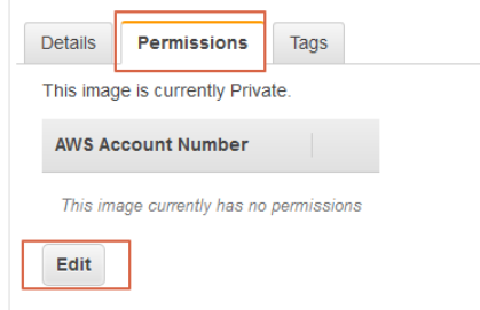 Details Permissions Tags
This image is currently Private.
AWS Account Number
This image currently has no permissions
Edit